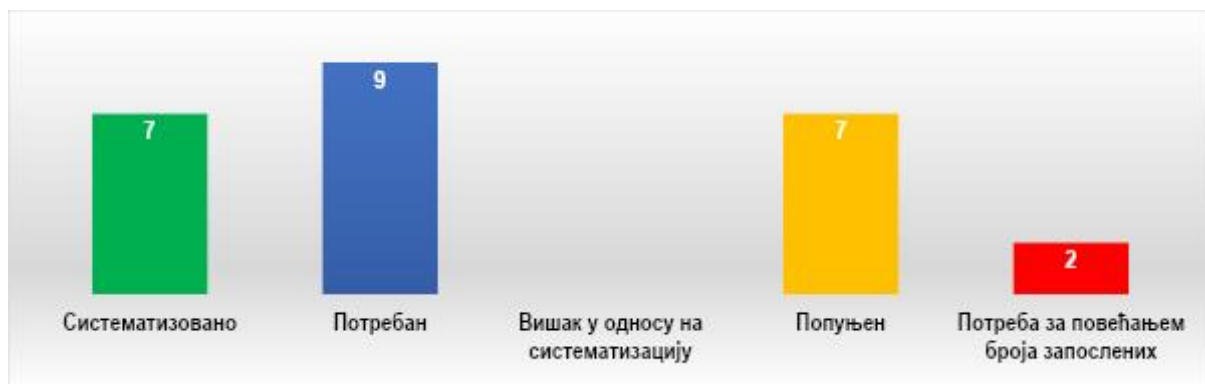 7
9
7
2
Систематизовано
Потребан
Вишак у односу на
систематизацију
Попуњен
Потреба за повећањем
броја запослених